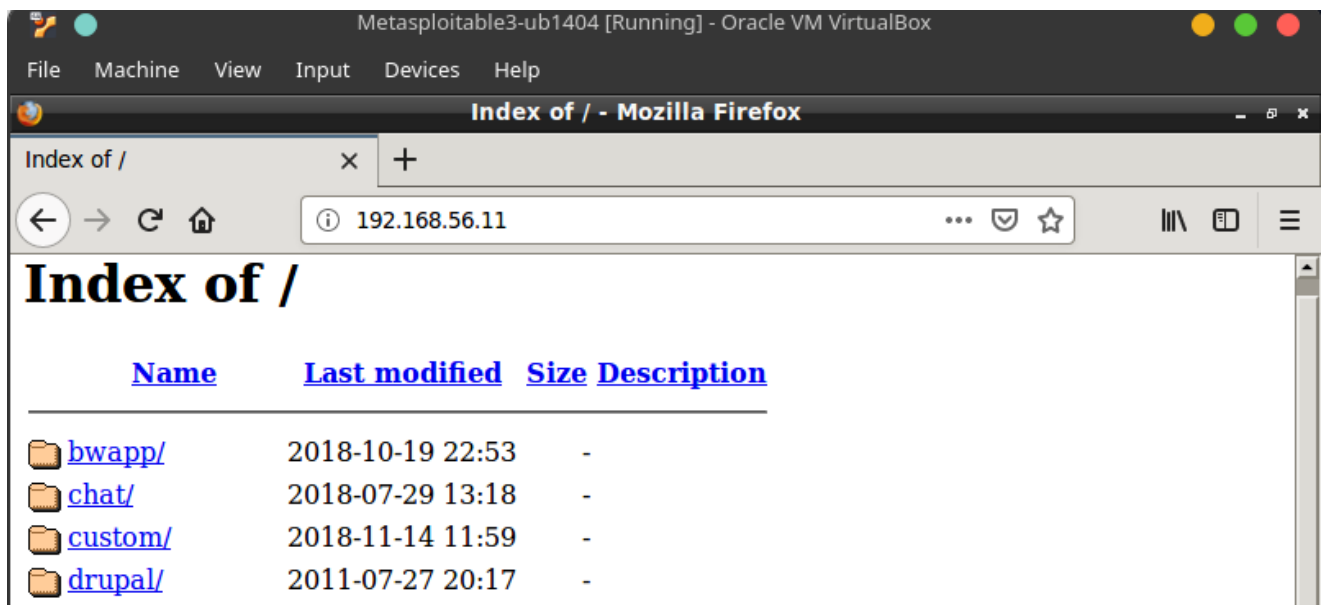 Metasploitable3-ub1404 [Running] - Oracle VM VirtualBox
File Machine View Input Devices Help
Index of / - Mozilla Firefox
Index of /
192.168.56.11
Index of /
Name Last modified Size Description
bwapp/ 2018-10-19 22:53 -
chat/ 2018-07-29 13:18 -
custom/ 2018-11-14 11:59 -
drupal/ 2011-07-27 20:17 -